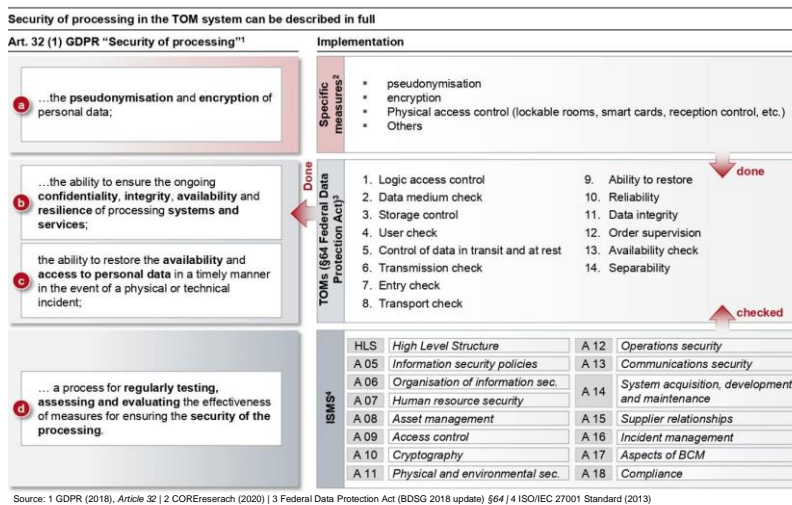 Security of processing in the TOM system can be described in full
Art. 32 (1) GDPR “Security of processing”1
Implementation
a
…the pseudonymisation and encryption of
personal data;
Specific
measures2
▪ pseudonymisation
▪ encryption
▪ Physical access control (lockable rooms, smart cards, reception control, etc.)
▪ Others
done
b
…the ability to ensure the ongoing
confidentiality, integrity, availability and
resilience of processing systems and
services;
c
the ability to restore the availability and
access to personal data in a timely manner
in the event of a physical or technical
incident;
Done
TOMs (§64 Federal Data
Protection Act)3
1. Logic access control
2. Data medium check
3. Storage control
4. User check
5. Control of data in transit and at rest
6. Transmission check
7. Entry check
8. Transport check
9. Ability to restore
10. Reliability
11. Data integrity
12. Order supervision
13. Availability check
14. Separability
checked
d
… a process for regularly testing,
assessing and evaluating the effectiveness
of measures for ensuring the security of the
processing.
ISMS4
HLS High Level Structure
A 05 Information security policies
A 06 Organisation of information sec.
A 07 Human resource security
A 08 Asset management
A 09 Access control
A 10 Cryptography
A 11 Physical and environmental sec.
A 12 Operations security
A 13 Communications security
A 14 System acquisition, development
and maintenance
A 15 Supplier relationships
A 16 Incident management
A 17 Aspects of BCM
A 18 Compliance
Source: 1 GDPR (2018), Article 32 | 2 COREreserach (2020) | 3 Federal Data Protection Act (BDSG 2018 update) §64 | 4 ISO/IEC 27001 Standard (2013)